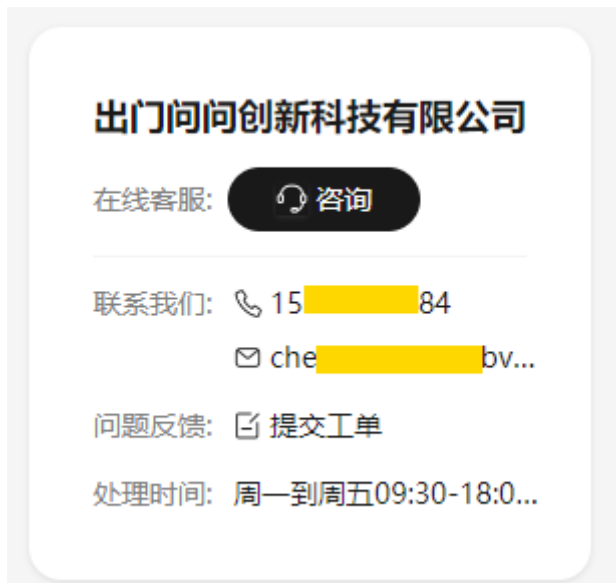 出门问问创新科技有限公司
在线客服: 咨询
联系我们: 15 84
che bv...
问题反馈: 提交工单
处理时间: 周一到周五09:30-18:0...